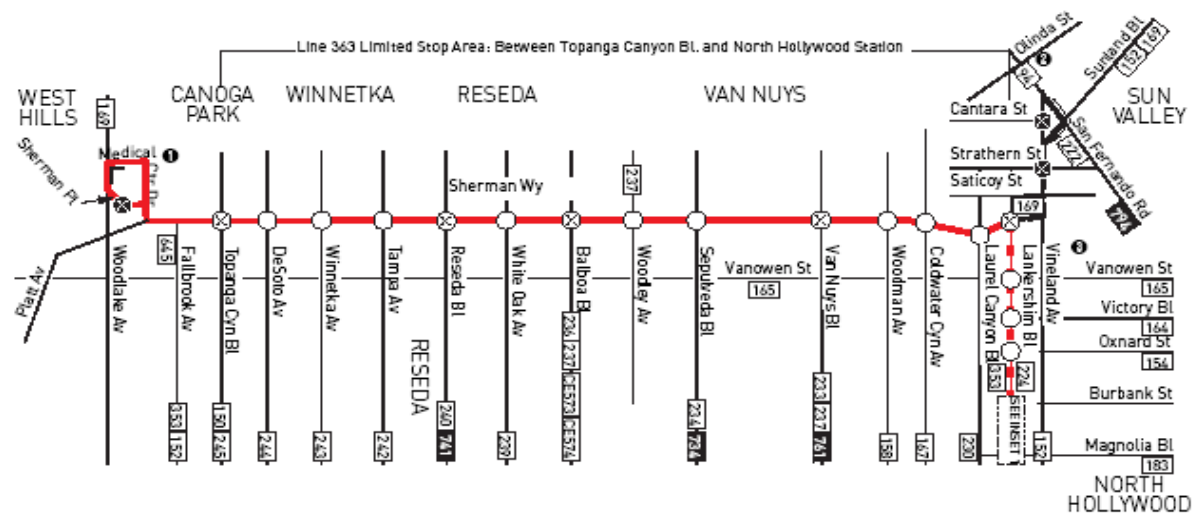 Line 363 Limited Stop Area: Between Topanga Canyon Bl. and North Hollywood Station
Olinda St
Sunland Bl
152 169
2
94
WEST
HILLS
CANOGA
PARK
WINNETKA
RESEDA
VAN NUYS
SUN
VALLEY
169
Cantara St
San Fernando Rd
222
794
Medical
Ctr Dr
1
Sherman Pl
Strathern St
Saticoy St
Sherman Wy
237
169
3
645
Platt Av
Woodlake Av
Fallbrook Av
Topanga Cyn Bl
DeSoto Av
Winnetka Av
Tampa Av
Reseda Bl
White Oak Av
Balboa Bl
Woodley Av
Sepulveda Bl
Vanowen St
165
Van Nuys Bl
Woodman Av
Coldwater Cyn Av
Laurel Canyon Bl
Lankershim Bl
Vineland Av
Vanowen St
165
Victory Bl
164
Oxnard St
154
Burbank St
Magnolia Bl
183
RESEDA
353 152
150 245
244
243
242
240 741
239
236 237 CE573 CE574
234 734
233 237 761
158
167
230
353
224
SEE INSET
152
NORTH
HOLLYWOOD